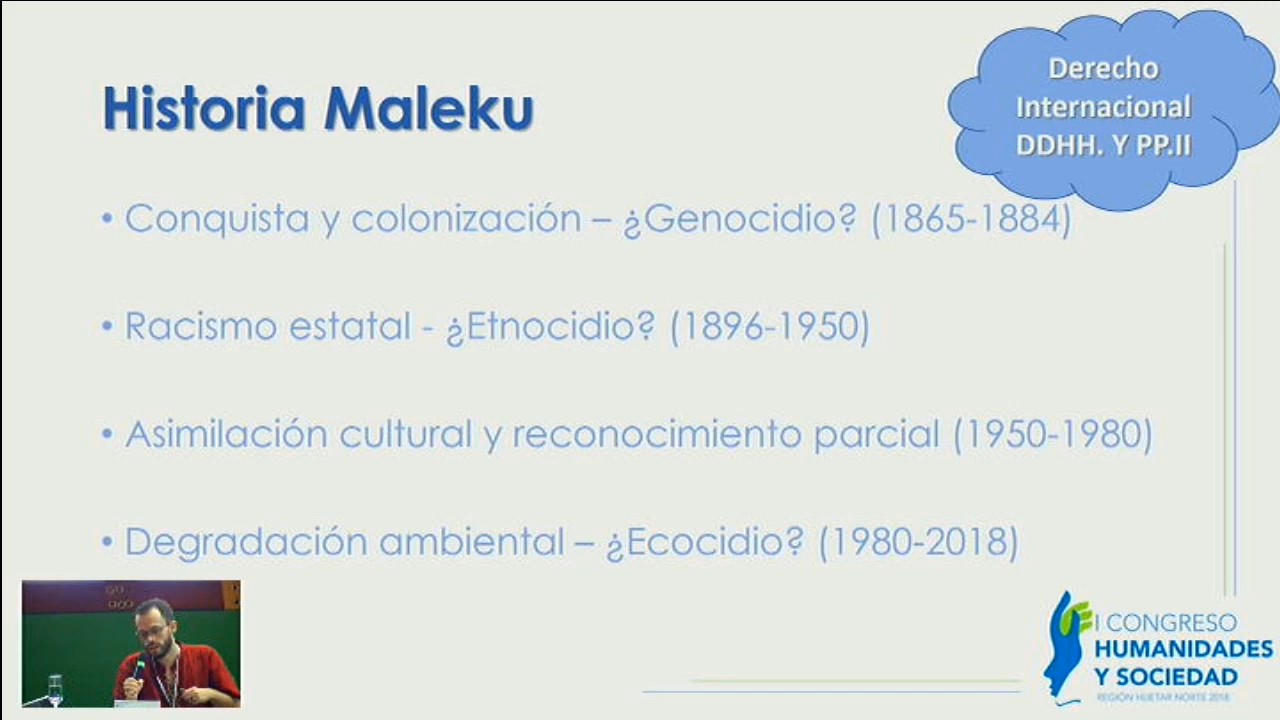 Historia Maleku
Derecho
Internacional
DDHH. Y PP.II
• Conquista y colonización – ¿Genocidio? (1865-1884)
• Racismo estatal - ¿Etnocidio? (1896-1950)
• Asimilación cultural y reconocimiento parcial (1950-1980)
• Degradación ambiental – ¿Ecocidio? (1980-2018)
I CONGRESO
HUMANIDADES
Y SOCIEDAD
REGIÓN HUETAR NORTE 2018